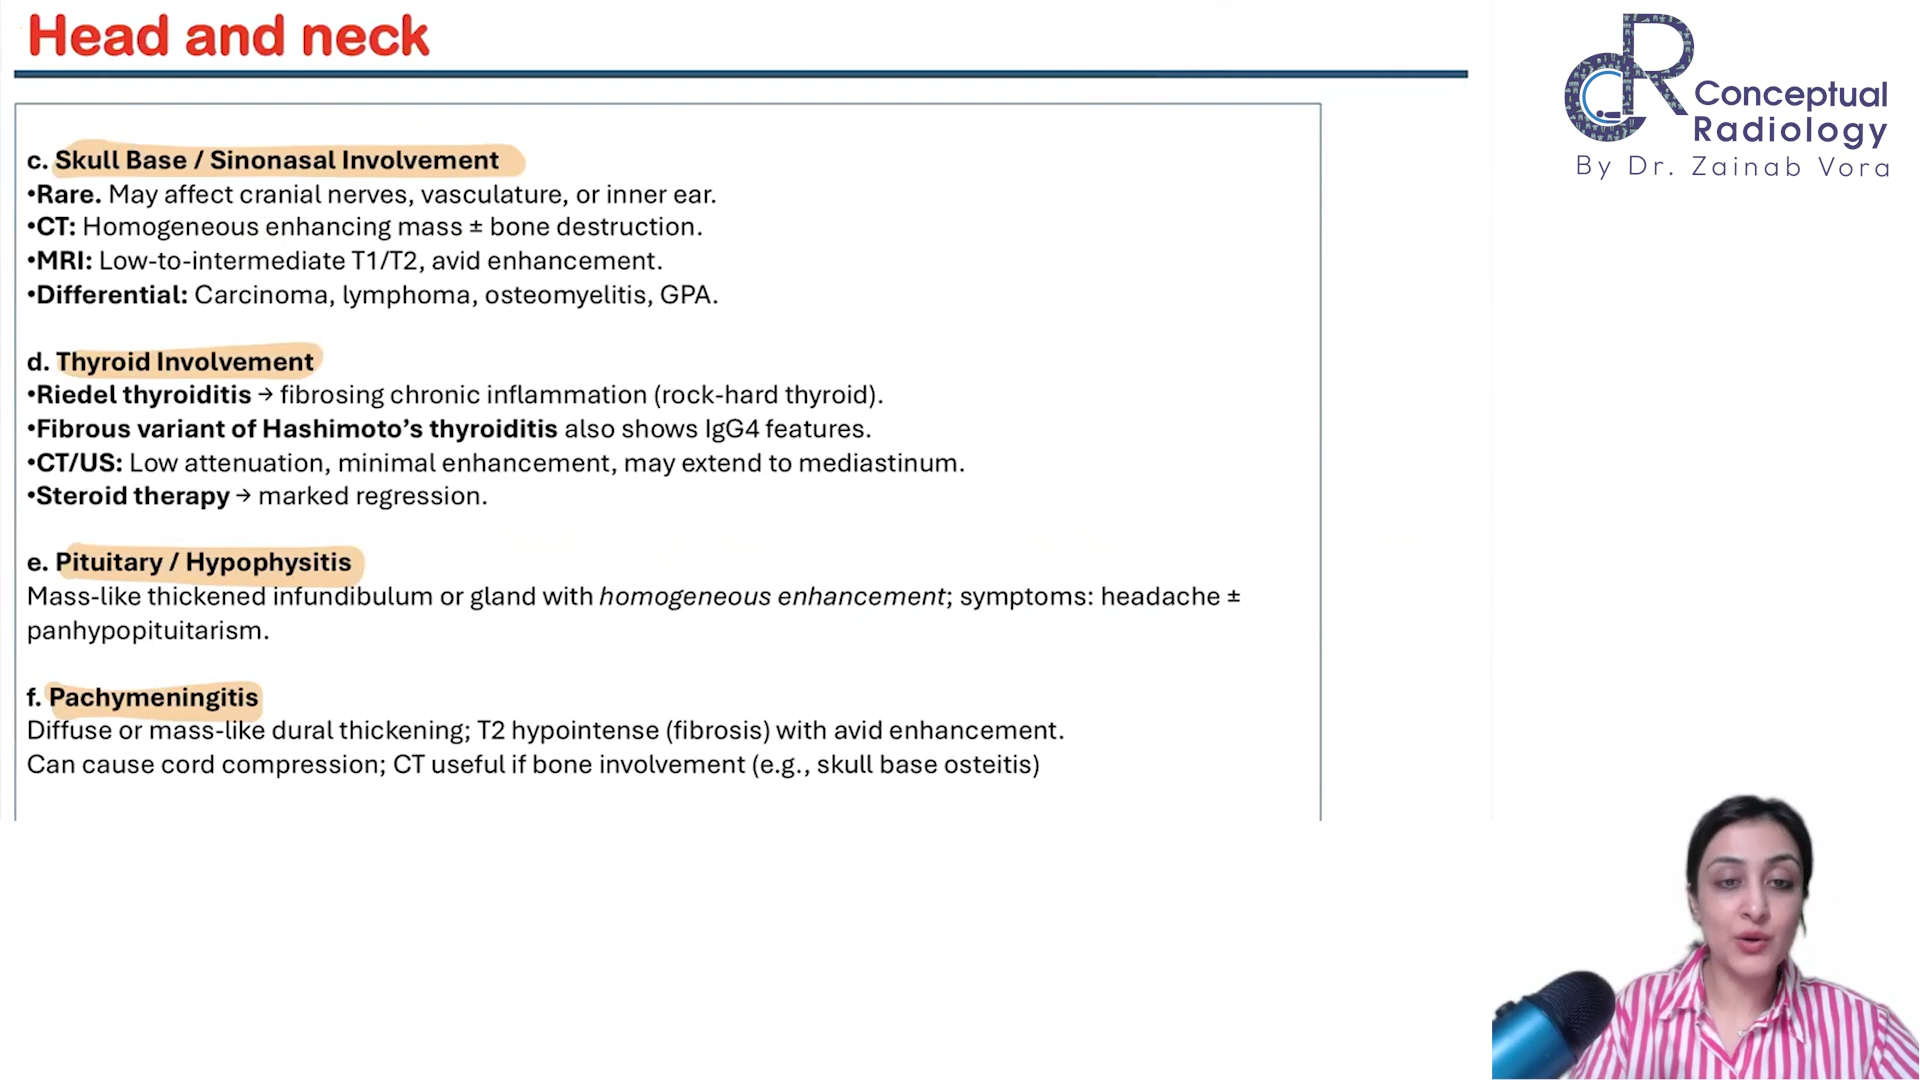 Head and neck
Conceptual
Radiology
By Dr. Zainab Vora
c. Skull Base / Sinonasal Involvement
•Rare. May affect cranial nerves, vasculature, or inner ear.
•CT: Homogeneous enhancing mass ± bone destruction.
•MRI: Low-to-intermediate T1/T2, avid enhancement.
•Differential: Carcinoma, lymphoma, osteomyelitis, GPA.
d. Thyroid Involvement
•Riedel thyroiditis → fibrosing chronic inflammation (rock-hard thyroid).
•Fibrous variant of Hashimoto’s thyroiditis also shows IgG4 features.
•CT/US: Low attenuation, minimal enhancement, may extend to mediastinum.
•Steroid therapy → marked regression.
e. Pituitary / Hypophysitis
Mass-like thickened infundibulum or gland with homogeneous enhancement; symptoms: headache ±
panhypopituitarism.
f. Pachymeningitis
Diffuse or mass-like dural thickening; T2 hypointense (fibrosis) with avid enhancement.
Can cause cord compression; CT useful if bone involvement (e.g., skull base osteitis)